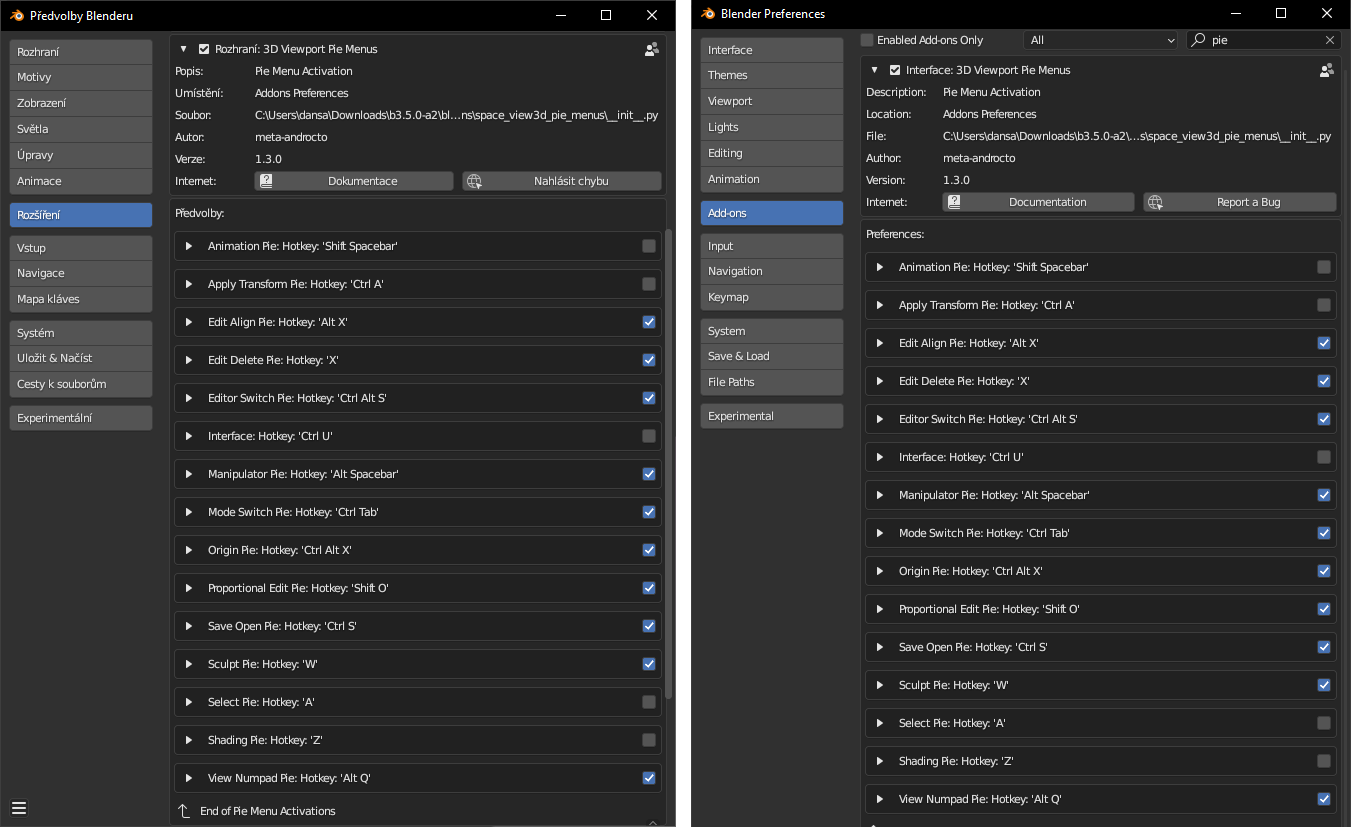 Předvolby Blenderu
Rozhraní
Motivy
Zobrazení
Světla
Úpravy
Animace
Rozšíření
Vstup
Navigace
Mapa kláves
Systém
Uložit & Načíst
Cesty k souborům
Experimentální
Rozhraní: 3D Viewport Pie Menus
Popis: Pie Menu Activation
Umístění: Addons Preferences
Soubor: C:\Users\dansa\Downloads\b3.5.0-a2\bl...ns\space_view3d_pie_menus\__init__.py
Autor: meta-androcto
Verze: 1.3.0
Internet: Dokumentace Nahlásit chybu
Předvolby:
Animation Pie: Hotkey: 'Shift Spacebar'
Apply Transform Pie: Hotkey: 'Ctrl A'
Edit Align Pie: Hotkey: 'Alt X'
Edit Delete Pie: Hotkey: 'X'
Editor Switch Pie: Hotkey: 'Ctrl Alt S'
Interface: Hotkey: 'Ctrl U'
Manipulator Pie: Hotkey: 'Alt Spacebar'
Mode Switch Pie: Hotkey: 'Ctrl Tab'
Origin Pie: Hotkey: 'Ctrl Alt X'
Proportional Edit Pie: Hotkey: 'Shift O'
Save Open Pie: Hotkey: 'Ctrl S'
Sculpt Pie: Hotkey: 'W'
Select Pie: Hotkey: 'A'
Shading Pie: Hotkey: 'Z'
View Numpad Pie: Hotkey: 'Alt Q'
End of Pie Menu Activations
Blender Preferences
Interface
Themes
Viewport
Lights
Editing
Animation
Add-ons
Input
Navigation
Keymap
System
Save & Load
File Paths
Experimental
Enabled Add-ons Only All pie
Interface: 3D Viewport Pie Menus
Description: Pie Menu Activation
Location: Addons Preferences
File: C:\Users\dansa\Downloads\b3.5.0-a2\...s\space_view3d_pie_menus\__init__.py
Author: meta-androcto
Version: 1.3.0
Internet: Documentation Report a Bug
Preferences:
Animation Pie: Hotkey: 'Shift Spacebar'
Apply Transform Pie: Hotkey: 'Ctrl A'
Edit Align Pie: Hotkey: 'Alt X'
Edit Delete Pie: Hotkey: 'X'
Editor Switch Pie: Hotkey: 'Ctrl Alt S'
Interface: Hotkey: 'Ctrl U'
Manipulator Pie: Hotkey: 'Alt Spacebar'
Mode Switch Pie: Hotkey: 'Ctrl Tab'
Origin Pie: Hotkey: 'Ctrl Alt X'
Proportional Edit Pie: Hotkey: 'Shift O'
Save Open Pie: Hotkey: 'Ctrl S'
Sculpt Pie: Hotkey: 'W'
Select Pie: Hotkey: 'A'
Shading Pie: Hotkey: 'Z'
View Numpad Pie: Hotkey: 'Alt Q'